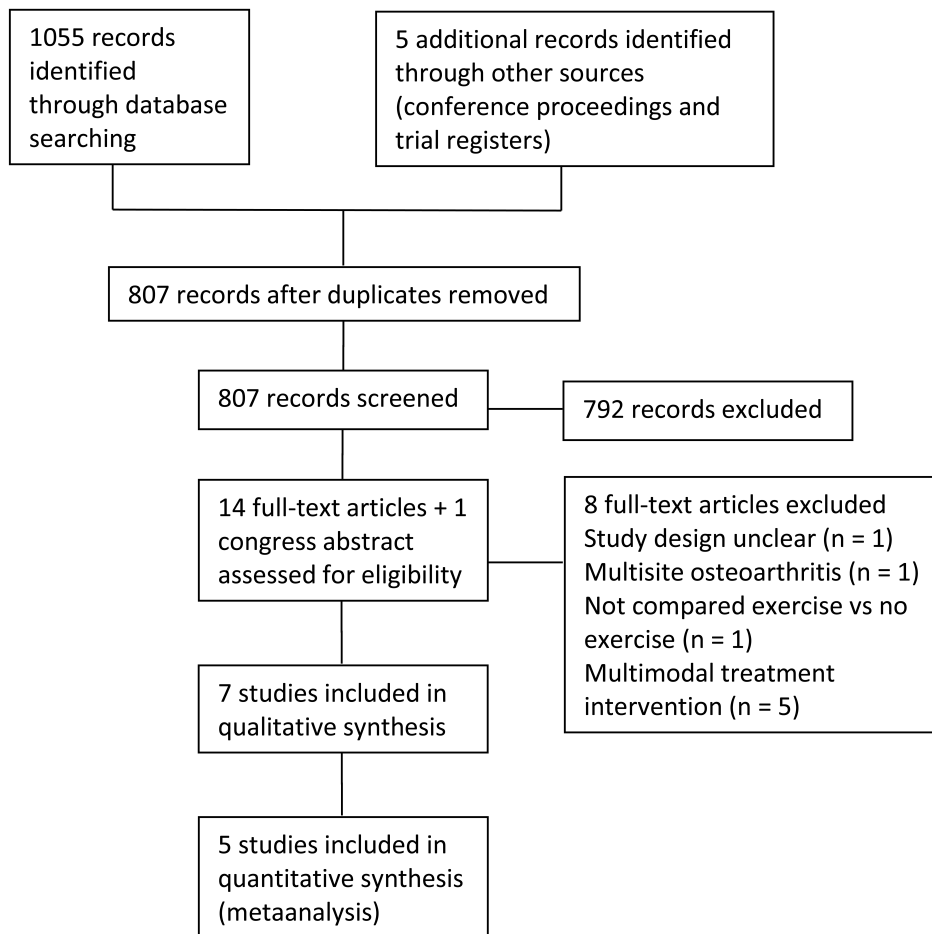 1055 records
identified
through database
searching
5 additional records identified
through other sources
(conference proceedings and
trial registers)
807 records after duplicates removed
807 records screened
792 records excluded
14 full-text articles + 1
congress abstract
assessed for eligibility
8 full-text articles excluded
Study design unclear (n = 1)
Multisite osteoarthritis (n = 1)
Not compared exercise vs no
exercise (n = 1)
Multimodal treatment
intervention (n = 5)
7 studies included in
qualitative synthesis
5 studies included in
quantitative synthesis
(metaanalysis)